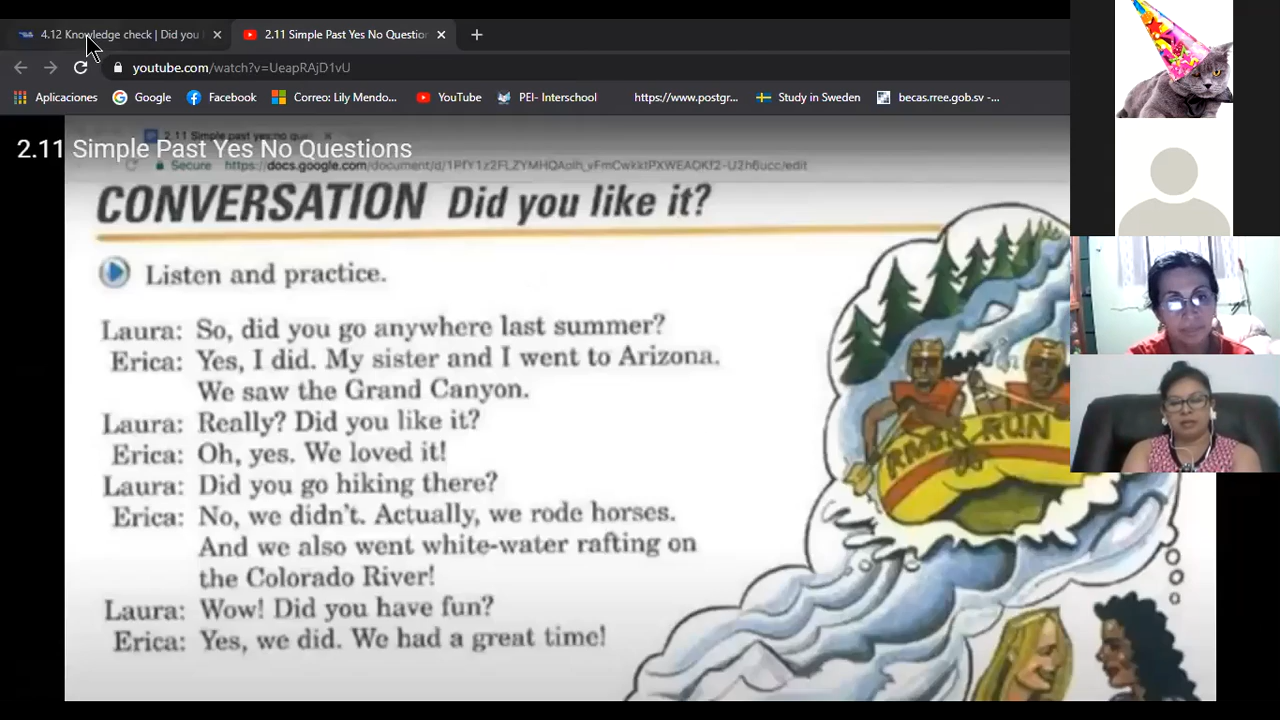 4.12 Knowledge check | Did you
2.11 Simple Past Yes No Questio
youtube.com/watch?v=UeapRAjD1vU
Aplicaciones Google Facebook Correo: Lily Mendo... YouTube PEI- Interschool https://www.postgr... Study in Sweden becas.rree.gob.sv -...
2.11 Simple Past Yes No Questions
Secure
CONVERSATION Did you like it?
Listen and practice.
Laura: So, did you go anywhere last summer?
Erica: Yes, I did. My sister and I went to Arizona.
We saw the Grand Canyon.
Laura: Really? Did you like it?
Erica: Oh, yes. We loved it!
Laura: Did you go hiking there?
Erica: No, we didn't. Actually, we rode horses.
And we also went white-water rafting on
the Colorado River!
Laura: Wow! Did you have fun?
Erica: Yes, we did. We had a great time!
RIVER RUN